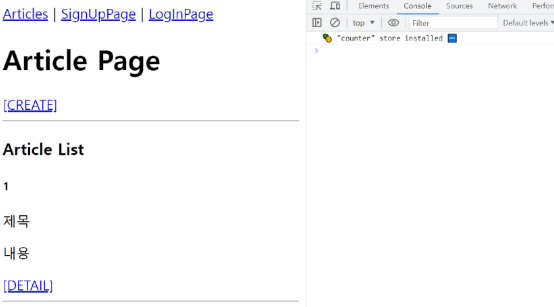 Articles | SignUpPage | LogInPage
Article Page
[CREATE]
Article List
1
제목
내용
[DETAIL]
Elements Console Sources Network
top Filter Default levels
"counter" store installed